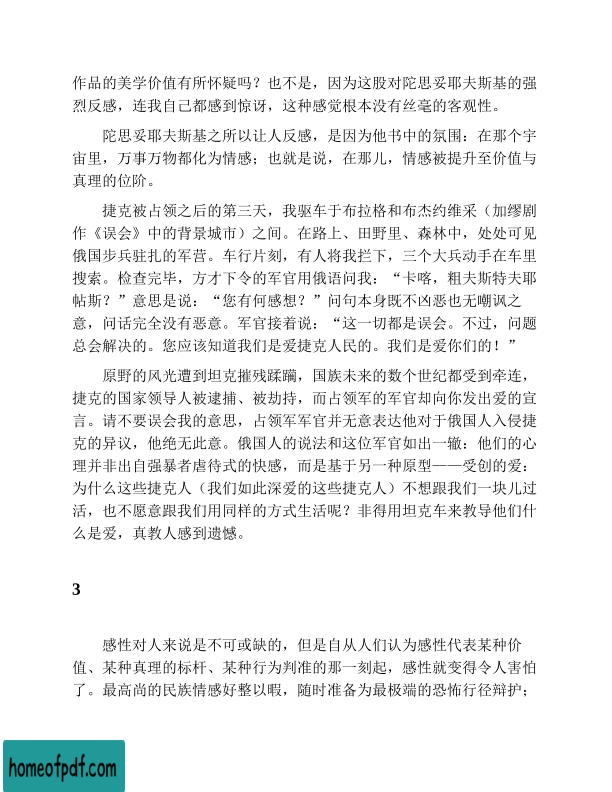 作品的美学价值有所怀疑吗？也不是，因为这股对陀思妥耶夫斯基的强
烈反感，连我自己都感到惊讶，这种感觉根本没有丝毫的客观性。
陀思妥耶夫斯基之所以让人反感，是因为他书中的氛围：在那个宇
宙里，万事万物都化为情感；也就是说，在那儿，情感被提升至价值与
真理的位阶。
捷克被占领之后的第三天，我驱车于布拉格和布杰约维采（加缪剧
作《误会》中的背景城市）之间。在路上、田野里、森林中，处处可见
俄国步兵驻扎的军营。车行片刻，有人将我拦下，三个大兵动手在车里
搜索。检查完毕，方才下令的军官用俄语问我：“卡喀，粗夫斯特夫耶
帖斯？”意思是说：“您有何感想？”问句本身既不凶恶也无嘲讽之
意，问话完全没有恶意。军官接着说：“这一切都是误会。不过，问题
总会解决的。您应该知道我们是爱捷克人民的。我们是爱你们的！”
原野的风光遭到坦克摧残蹂躏，国族未来的数个世纪都受到牵连，
捷克的国家领导人被逮捕、被劫持，而占领军的军官却向你发出爱的宣
言。请不要误会我的意思，占领军军官并无意表达他对于俄国人入侵捷
克的异议，他绝无此意。俄国人的说法和这位军官如出一辙：他们的心
理并非出自强暴者虐待式的快感，而是基于另一种原型——受创的爱：
为什么这些捷克人（我们如此深爱的这些捷克人）不想跟我们一块儿过
活，也不愿意跟我们用同样的方式生活呢？非得用坦克车来教导他们什
么是爱，真教人感到遗憾。
3
感性对人来说是不可或缺的，但是自从人们认为感性代表某种价
值、某种真理的标杆、某种行为判准的那一刻起，感性就变得令人害怕
了。最高尚的民族情感好整以暇，随时准备为最极端的恐怖行径辩护；
homeofpdf.com